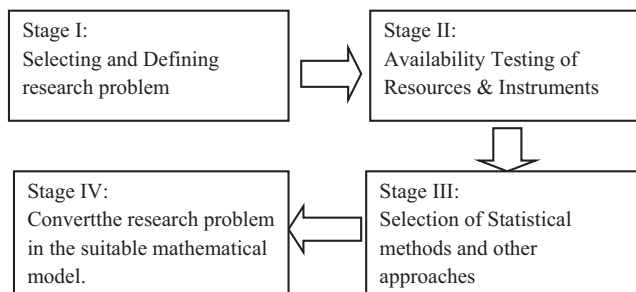 Stage I:
Selecting and Defining
research problem
Stage II:
Availability Testing of
Resources & Instruments
Stage III:
Selection of Statistical
methods and other
approaches
Stage IV:
Convertthe research problem
in the suitable mathematical
model.